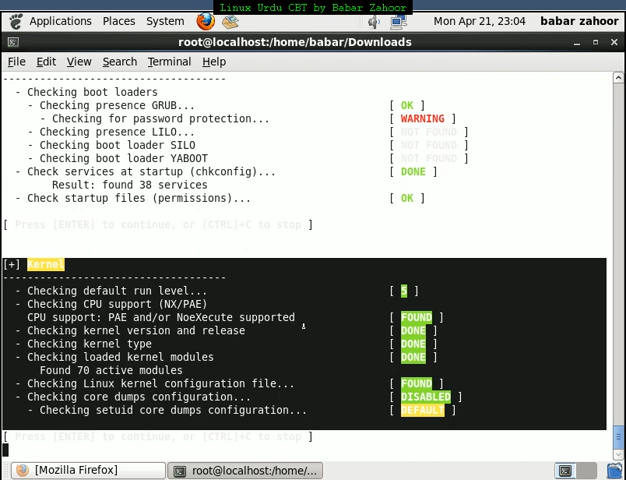 Linux Urdu CBT by Babar Zahoor
Applications Places System Mon Apr 21, 23:04 babar zahoor
root@localhost:/home/babar/Downloads
File Edit View Search Terminal Help
------------------------------------
- Checking boot loaders
- Checking presence GRUB... [ OK ]
- Checking for password protection... [ WARNING ]
- Checking presence LILO... [ NOT FOUND ]
- Checking boot loader SILO [ NOT FOUND ]
- Checking boot loader YABOOT [ NOT FOUND ]
- Check services at startup (chkconfig)... [ DONE ]
Result: found 38 services
- Check startup files (permissions)... [ OK ]
[ Press [ENTER] to continue, or [CTRL]+C to stop ]
[+] Kernel
------------------------------------
- Checking default run level... [ 5 ]
- Checking CPU support (NX/PAE)
CPU support: PAE and/or NoeXecute supported [ FOUND ]
- Checking kernel version and release [ DONE ]
- Checking kernel type [ DONE ]
- Checking loaded kernel modules [ DONE ]
Found 70 active modules
- Checking Linux kernel configuration file... [ FOUND ]
- Checking core dumps configuration... [ DISABLED ]
- Checking setuid core dumps configuration... [ DEFAULT ]
[ Press [ENTER] to continue, or [CTRL]+C to stop ]
[Mozilla Firefox] root@localhost:/home/...